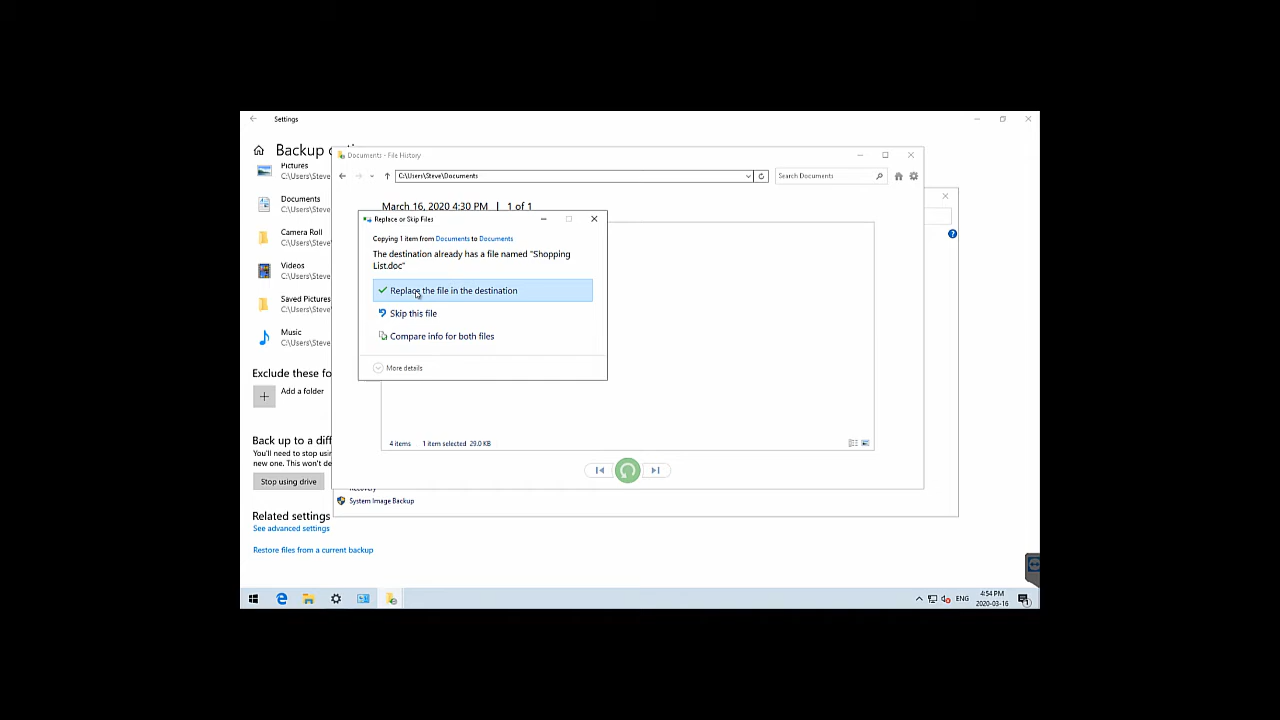 Settings
Backup
Documents - File History
Pictures
C:\Users\Steve
C:\Users\Steve\Documents
Search Documents
Documents
C:\Users\Steve
March 16, 2020 4:30 PM | 1 of 1
Replace or Skip Files
Camera Roll
C:\Users\Steve
Copying 1 item from Documents to Documents
The destination already has a file named "Shopping
List.doc"
Videos
C:\Users\Steve
Replace the file in the destination
Saved Pictures
C:\Users\Steve
Skip this file
Music
C:\Users\Steve
Compare info for both files
Exclude these fo
More details
Add a folder
Back up to a diff
4 items 1 item selected 29.0 KB
You'll need to stop usin
new one. This won't de
Stop using drive
System Image Backup
Related settings
See advanced settings
Restore files from a current backup
ENG
4:54 PM
2020-03-16